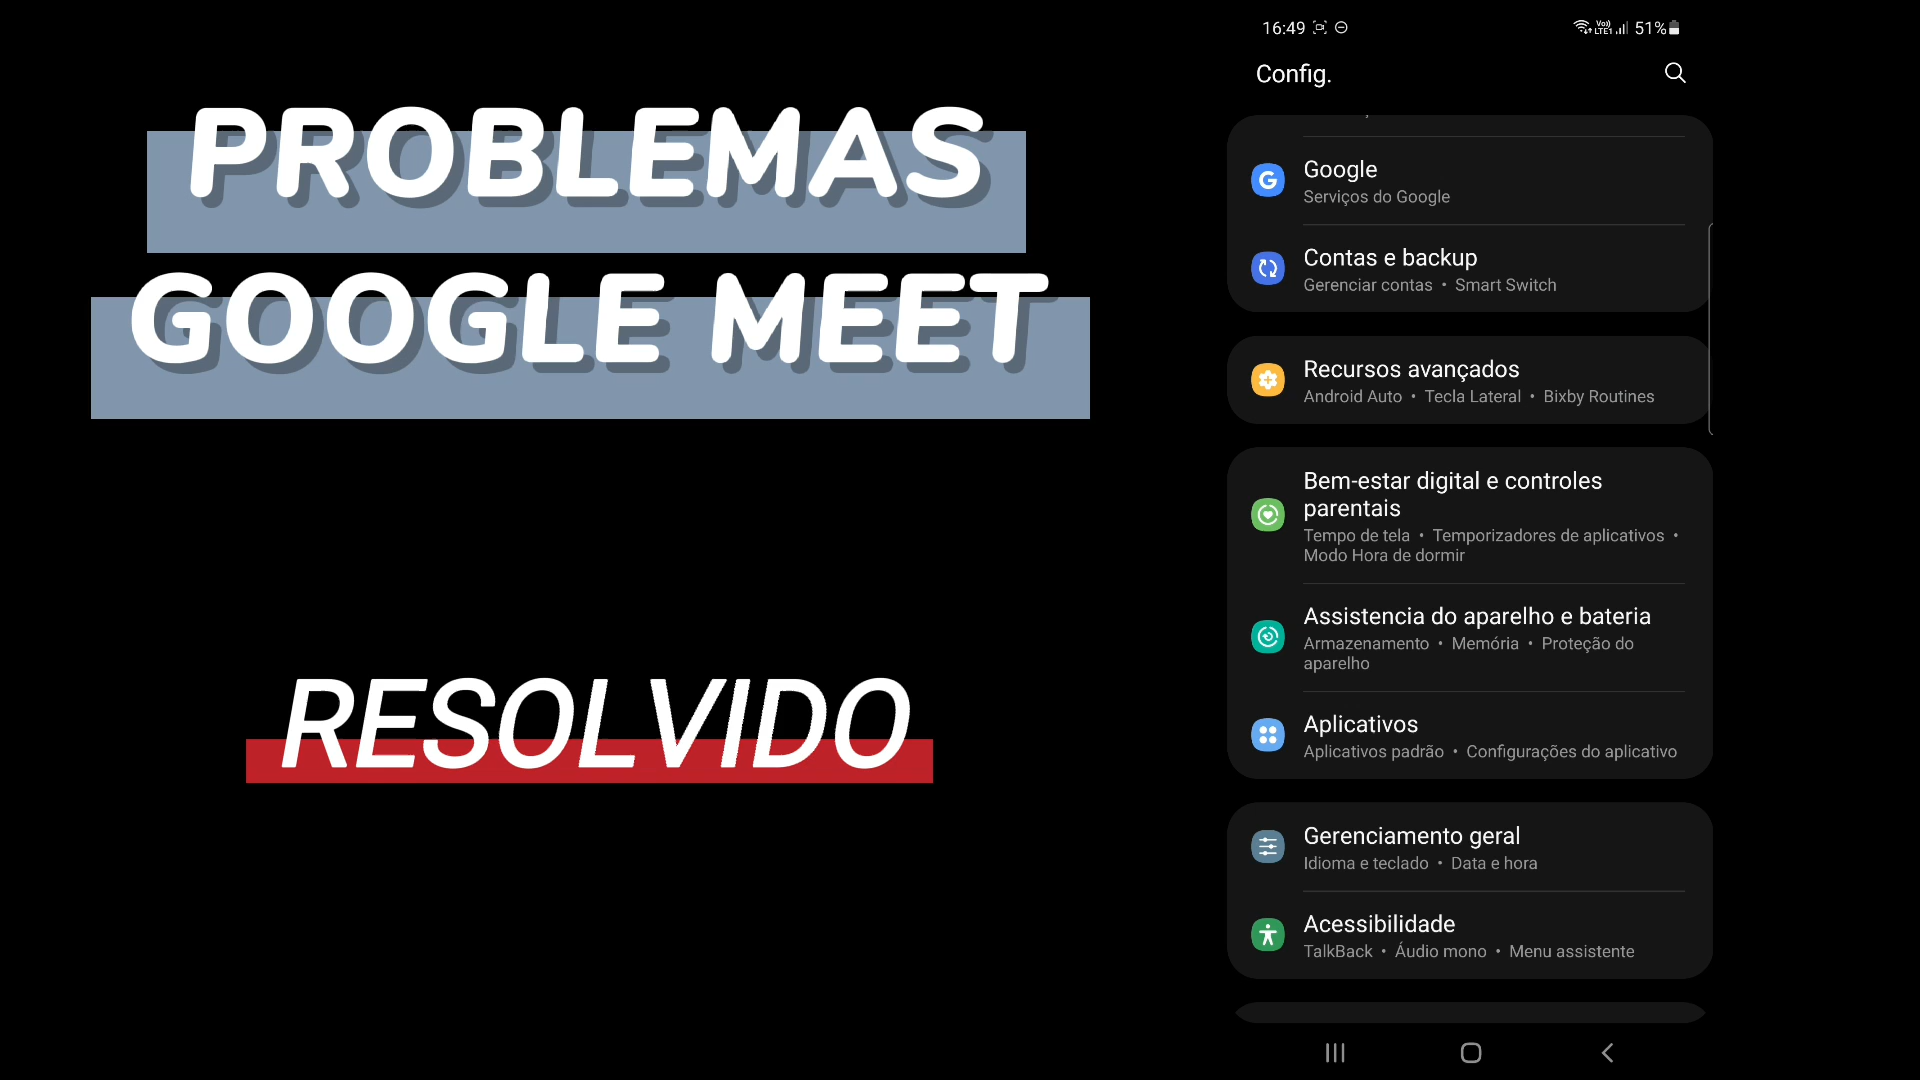 PROBLEMAS
GOOGLE MEET
RESOLVIDO
16:49
Vo))
LTE1
51%
Config.
Google
Serviços do Google
Contas e backup
Gerenciar contas • Smart Switch
Recursos avançados
Android Auto • Tecla Lateral • Bixby Routines
Bem-estar digital e controles
parentais
Tempo de tela • Temporizadores de aplicativos •
Modo Hora de dormir
Assistencia do aparelho e bateria
Armazenamento • Memória • Proteção do
aparelho
Aplicativos
Aplicativos padrão • Configurações do aplicativo
Gerenciamento geral
Idioma e teclado • Data e hora
Acessibilidade
TalkBack • Áudio mono • Menu assistente